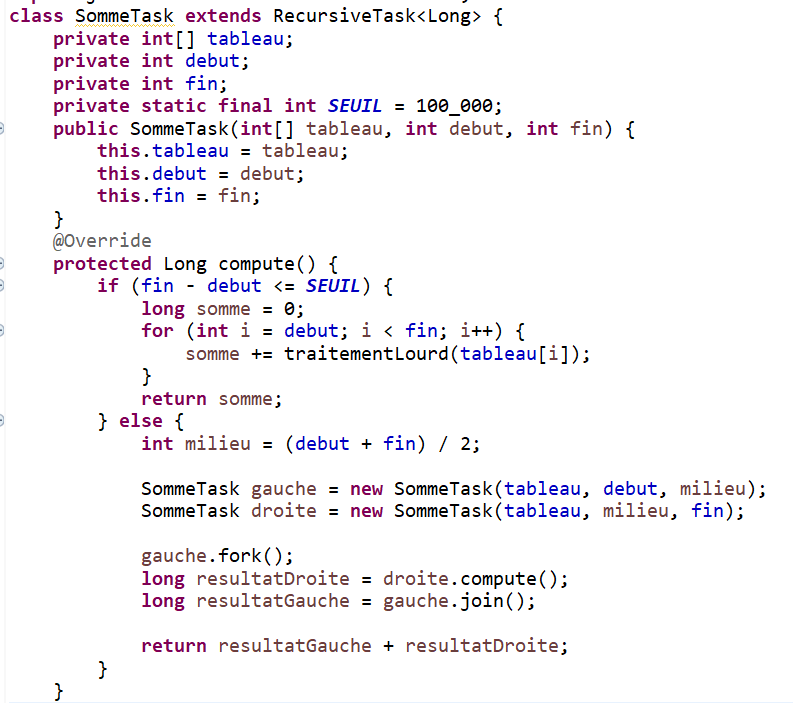 class SommeTask extends RecursiveTask<Long> {
    private int[] tableau;
    private int debut;
    private int fin;
    private static final int SEUIL = 100_000;
    public SommeTask(int[] tableau, int debut, int fin) {
        this.tableau = tableau;
        this.debut = debut;
        this.fin = fin;
    }
    @Override
    protected Long compute() {
        if (fin - debut <= SEUIL) {
            long somme = 0;
            for (int i = debut; i < fin; i++) {
                somme += traitementLourd(tableau[i]);
            }
            return somme;
        } else {
            int milieu = (debut + fin) / 2;

            SommeTask gauche = new SommeTask(tableau, debut, milieu);
            SommeTask droite = new SommeTask(tableau, milieu, fin);

            gauche.fork();
            long resultatDroite = droite.compute();
            long resultatGauche = gauche.join();

            return resultatGauche + resultatDroite;
        }
    }